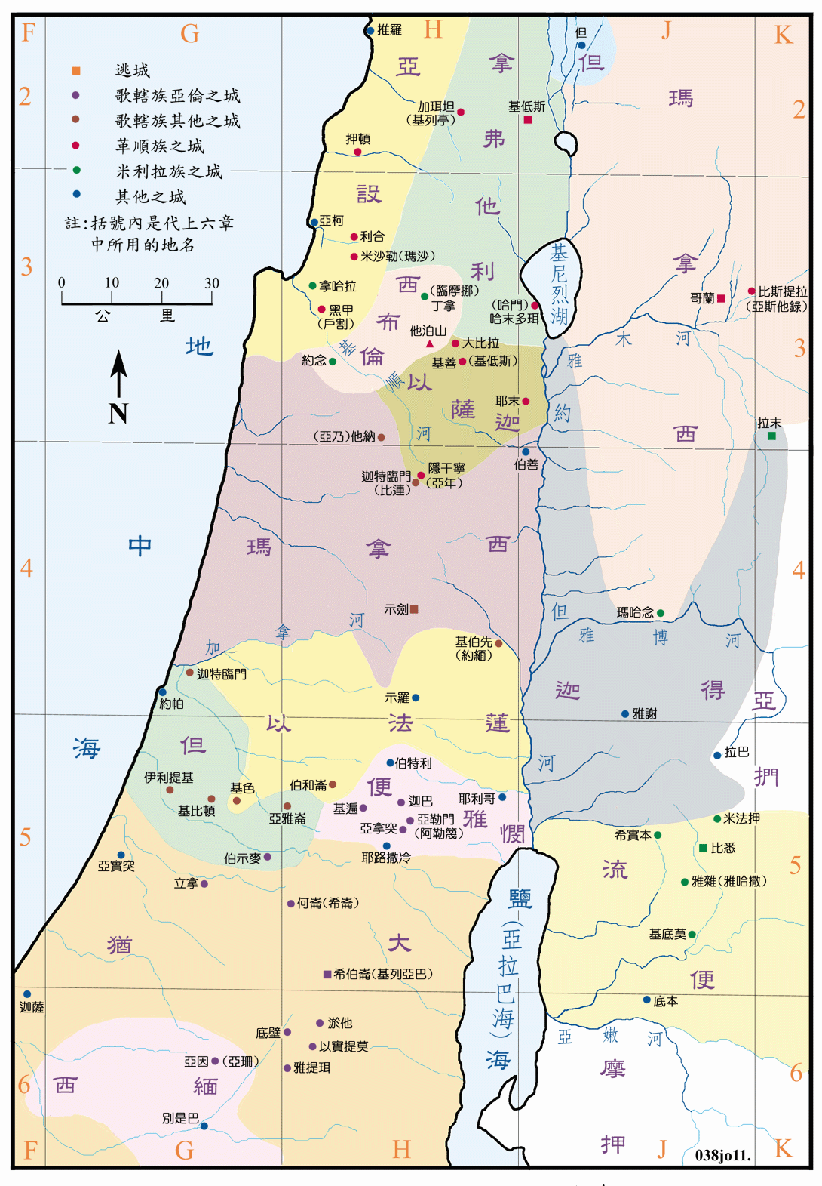 F
G
H
J
K
推羅
但
亞
拿
但
瑪
2
逃城
歌轄族亞倫之城
歌轄族其他之城
革順族之城
米利拉族之城
其他之城
註:括號內是代上六章
中所用的地名
加珥坦
(基列亭)
基低斯
2
弗
押頓
設
他
亞柯
利合
米沙勒(瑪沙)
利
基
尼
烈
湖
拿
3
0 10 20 30
公 里
拿哈拉
黑甲
(戶割)
西
布
倫
(臨摩挪)
丁拿
(哈門)
哈末多珥
哥蘭
比斯提拉
(亞斯他錄)
地
N
約念
基
順
河
他泊山
大比拉
基善
(基低斯)
以
薩
迦
耶末
雅
木
河
3
約
西
拉末
(亞乃)他納
伯善
迦特臨門
(比連)
隱干寧
(亞年)
中
瑪
拿
西
4
4
示劍
但
瑪哈念
加
拿
河
基伯先
(約緬)
雅
博
河
迦特臨門
約帕
示羅
迦
得
亞
雅謝
以
法
蓮
海
但
河
拉巴
捫
伯特利
伊利提基
基比頓
基色
伯和崙
亞雅崙
便
雅
憫
基遍
迦巴
耶利哥
亞勒門
(阿勒篾)
亞拿突
米法押
希實本
5
5
亞實突
伯示麥
耶路撒冷
比悉
流
立拿
雅雜(雅哈撒)
何崙(希崙)
鹽
(亞拉巴海)
海
基底莫
猶
大
希伯崙(基列亞巴)
便
迦薩
底本
底壁
淤他
以實提莫
亞
嫩
河
亞因(亞珊)
雅提珥
摩
6
西
緬
6
別是巴
押
F
G
H
J
K
038jo11.